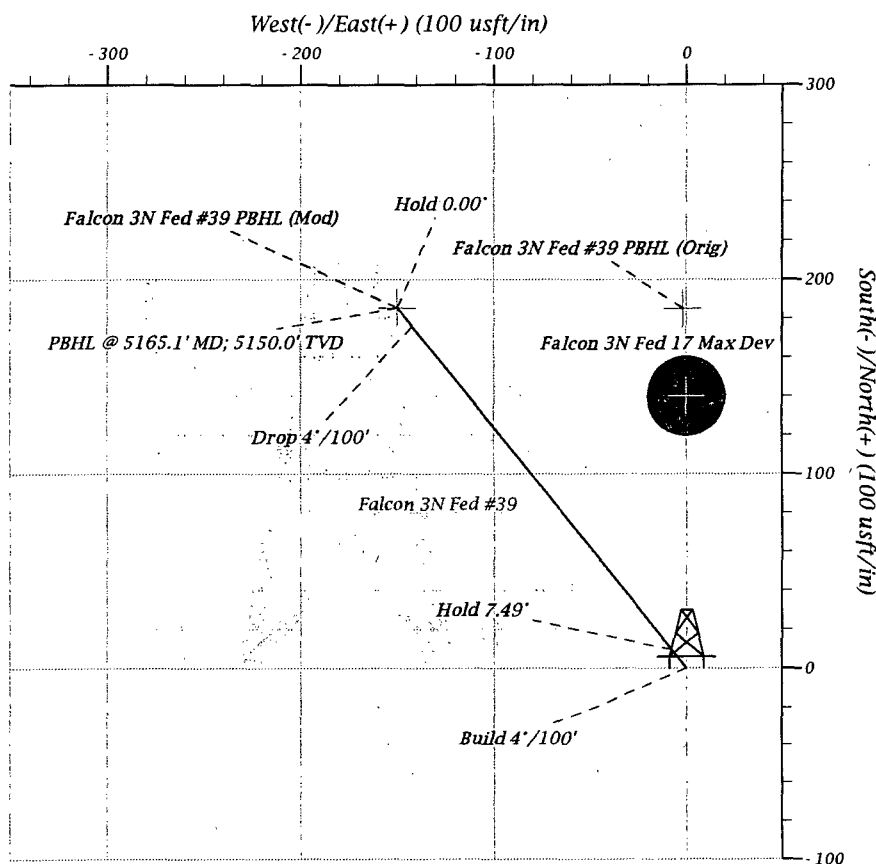 West(-)/East(+) (100 usft/in)
-300 -200 -100 0
300
Hold 0.00°
Falcon 3N Fed #39 PBHL (Mod)
Falcon 3N Fed #39 PBHL (Orig)
200
PBHL @ 5165.1' MD; 5150.0' TVD
Falcon 3N Fed 17 Max Dev
Drop 4°/100'
100
Falcon 3N Fed #39
South(-)/North(+) (100 usft/in)
Hold 7.49°
0
Build 4°/100'
-100